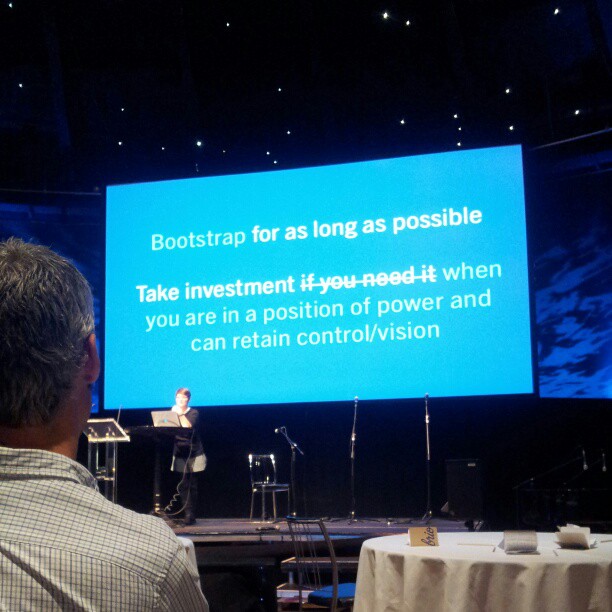 Bootstrap for as long as possible
Take investment if you need it when
you are in a position of power and
can retain control/vision